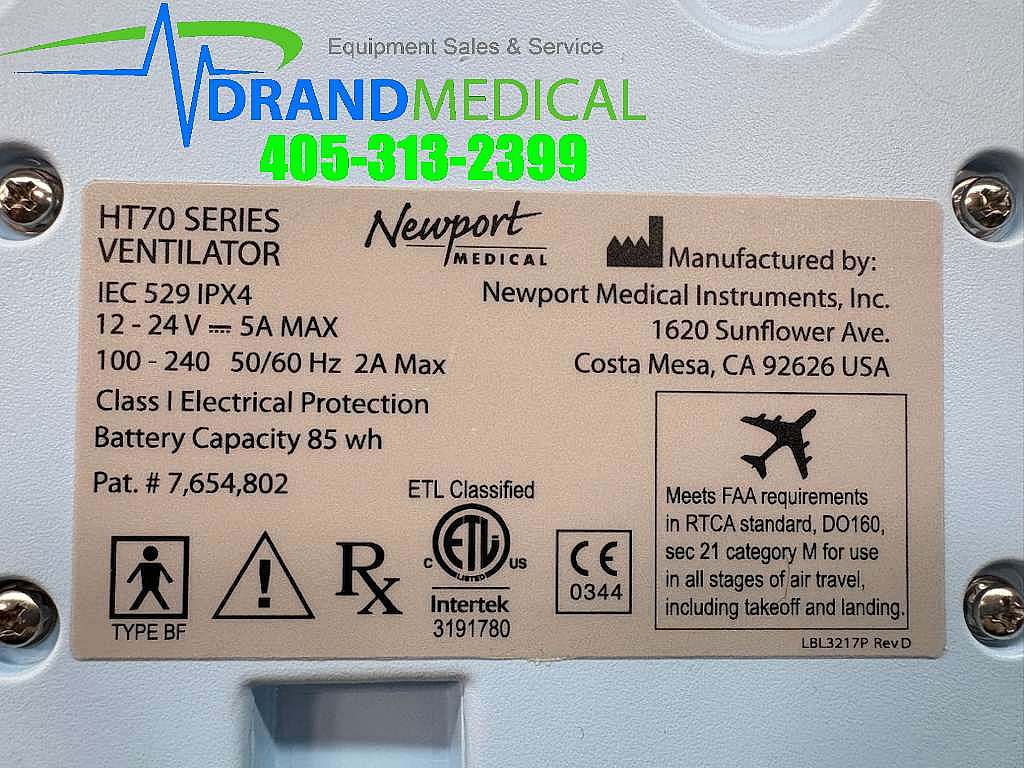 Equipment Sales & Service
DRANDMEDICAL
405-313-2399
HT70 SERIES
VENTILATOR
Newport
MEDICAL
Manufactured by:
IEC 529 IPX4
Newport Medical Instruments, Inc.
12 - 24 V ⎓ 5A MAX
1620 Sunflower Ave.
100 - 240 50/60 Hz 2A Max
Costa Mesa, CA 92626 USA
Class I Electrical Protection
Battery Capacity 85 wh
Pat. # 7,654,802
ETL Classified
ETL
C US
LISTED
Intertek
3191780
TYPE BF
!
Rx
CE
0344
Meets FAA requirements
in RTCA standard, DO160,
sec 21 category M for use
in all stages of air travel,
including takeoff and landing.
LBL3217P Rev D